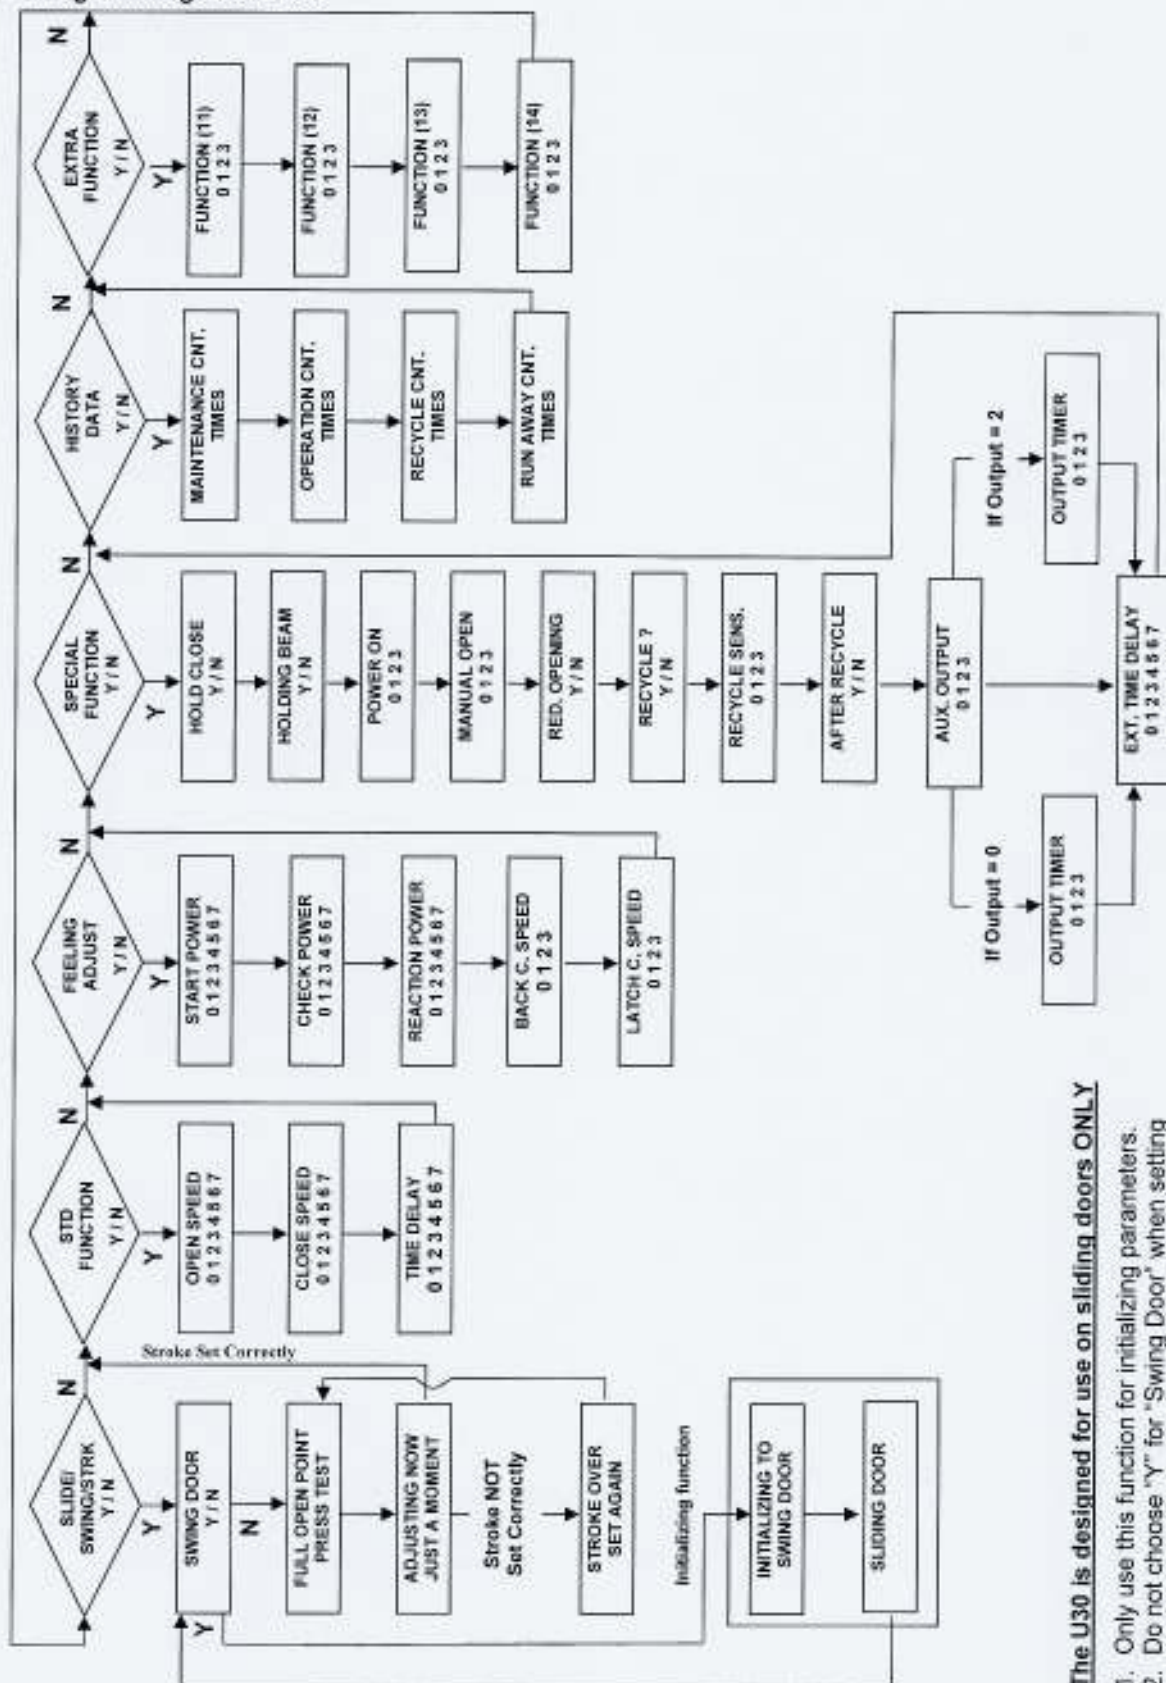 SLIDE/
SWING/STRK
Y / N
N
Y
SWING DOOR
Y / N
N
Y
FULL OPEN POINT
PRESS TEST
ADJUSTING NOW
JUST A MOMENT
Stroke Set Correctly
Stroke NOT
Set Correctly
STROKE OVER
SET AGAIN
Initializing function
INITIALIZING TO
SWING DOOR
SLIDING DOOR
STD
FUNCTION
Y / N
N
Y
OPEN SPEED
0 1 2 3 4 5 6 7
CLOSE SPEED
0 1 2 3 4 5 6 7
TIME DELAY
0 1 2 3 4 5 6 7
FEELING
ADJUST
Y / N
N
Y
START POWER
0 1 2 3 4 5 6 7
CHECK POWER
0 1 2 3 4 5 6 7
REACTION POWER
0 1 2 3 4 5 6 7
BACK C. SPEED
0 1 2 3
LATCH C. SPEED
0 1 2 3
SPECIAL
FUNCTION
Y / N
N
Y
HOLD CLOSE
Y / N
HOLDING BEAM
Y / N
POWER ON
0 1 2 3
MANUAL OPEN
0 1 2 3
RED. OPENING
Y / N
RECYCLE ?
Y / N
RECYCLE SENS.
0 1 2 3
AFTER RECYCLE
Y / N
AUX. OUTPUT
0 1 2 3
If Output = 0
OUTPUT TIMER
0 1 2 3
If Output = 2
OUTPUT TIMER
0 1 2 3
EXT. TIME DELAY
0 1 2 3 4 5 6 7
HISTORY
DATA
Y / N
N
Y
MAINTENANCE CNT.
TIMES
OPERATION CNT.
TIMES
RECYCLE CNT.
TIMES
RUN AWAY CNT.
TIMES
EXTRA
FUNCTION
Y / N
N
Y
FUNCTION (11)
0 1 2 3
FUNCTION (12)
0 1 2 3
FUNCTION (13)
0 1 2 3
FUNCTION (14)
0 1 2 3
The U30 is designed for use on sliding doors ONLY
1. Only use this function for initializing parameters.
2. Do not choose "Y" for "Swing Door" when setting